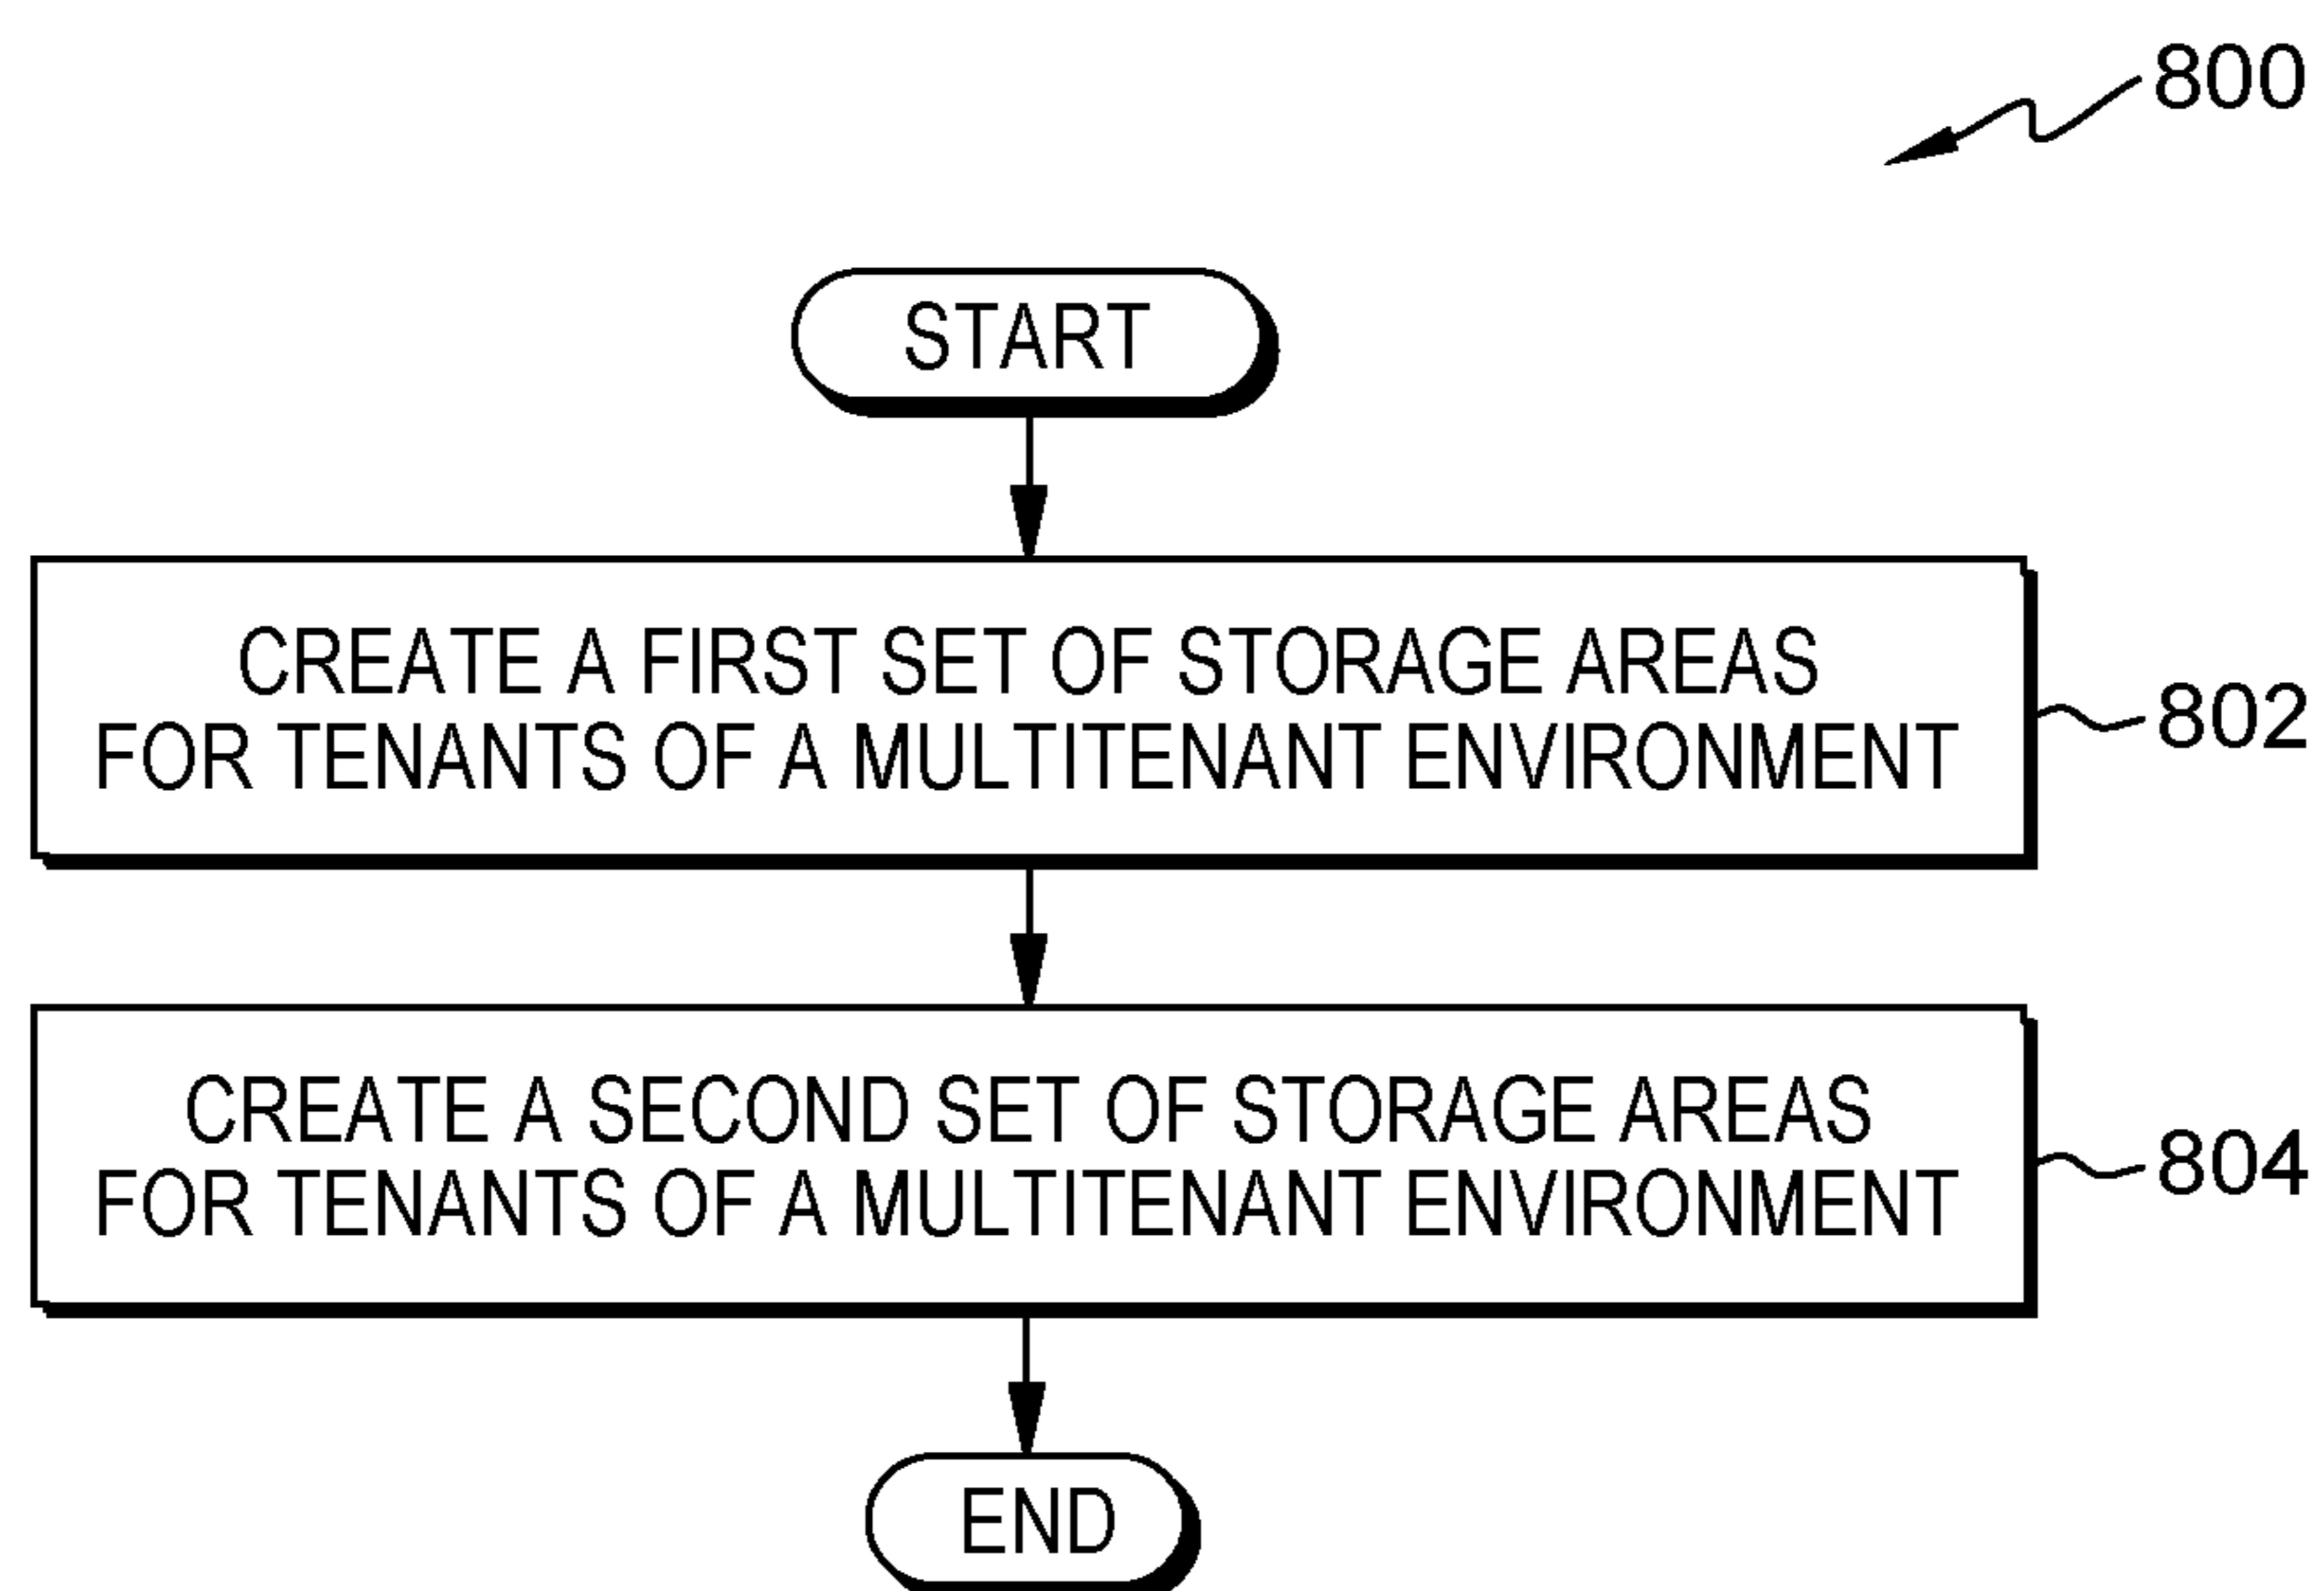 800
START
CREATE A FIRST SET OF STORAGE AREAS
FOR TENANTS OF A MULTITENANT ENVIRONMENT
802
CREATE A SECOND SET OF STORAGE AREAS
FOR TENANTS OF A MULTITENANT ENVIRONMENT
804
END